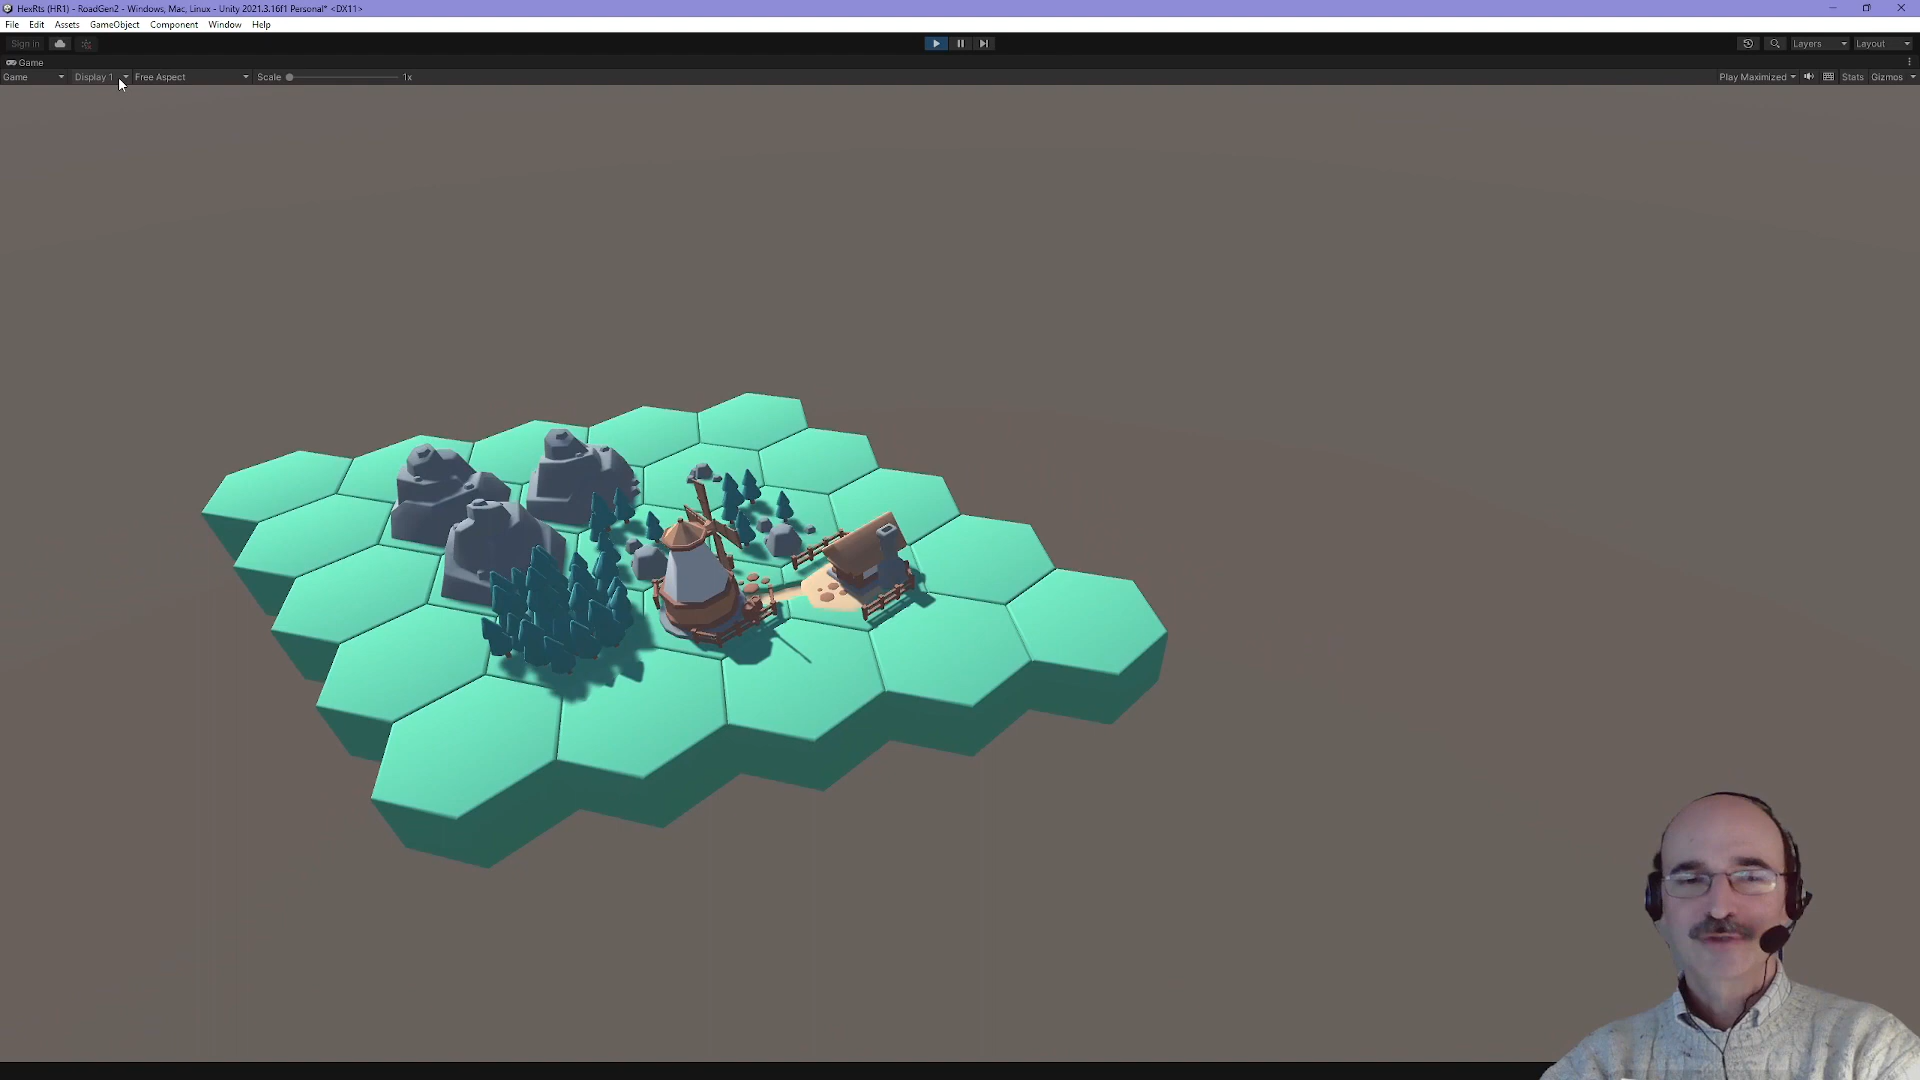 HexRts (HR1) - RoadGen2 - Windows, Mac, Linux - Unity 2021.3.16f1 Personal* <DX11>
File Edit Assets GameObject Component Window Help
Sign in Layers Layout
Game
Game Display 1 Free Aspect Scale 1x Play Maximized Stats Gizmos